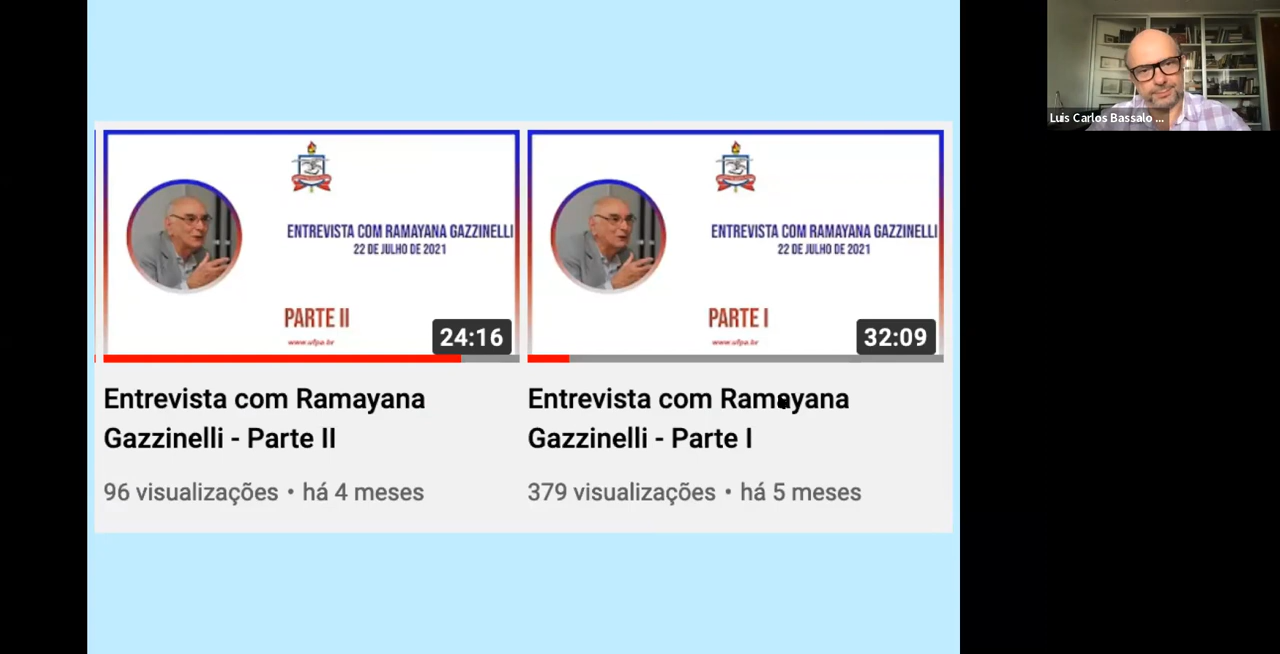 Luis Carlos Bassalo ...
ENTREVISTA COM RAMAYANA GAZZINELLI
22 DE JULHO DE 2021
PARTE II
www.ufpa.br
24:16
Entrevista com Ramayana
Gazzinelli - Parte II
96 visualizações • há 4 meses
ENTREVISTA COM RAMAYANA GAZZINELLI
22 DE JULHO DE 2021
PARTE I
www.ufpa.br
32:09
Entrevista com Ramayana
Gazzinelli - Parte I
379 visualizações • há 5 meses